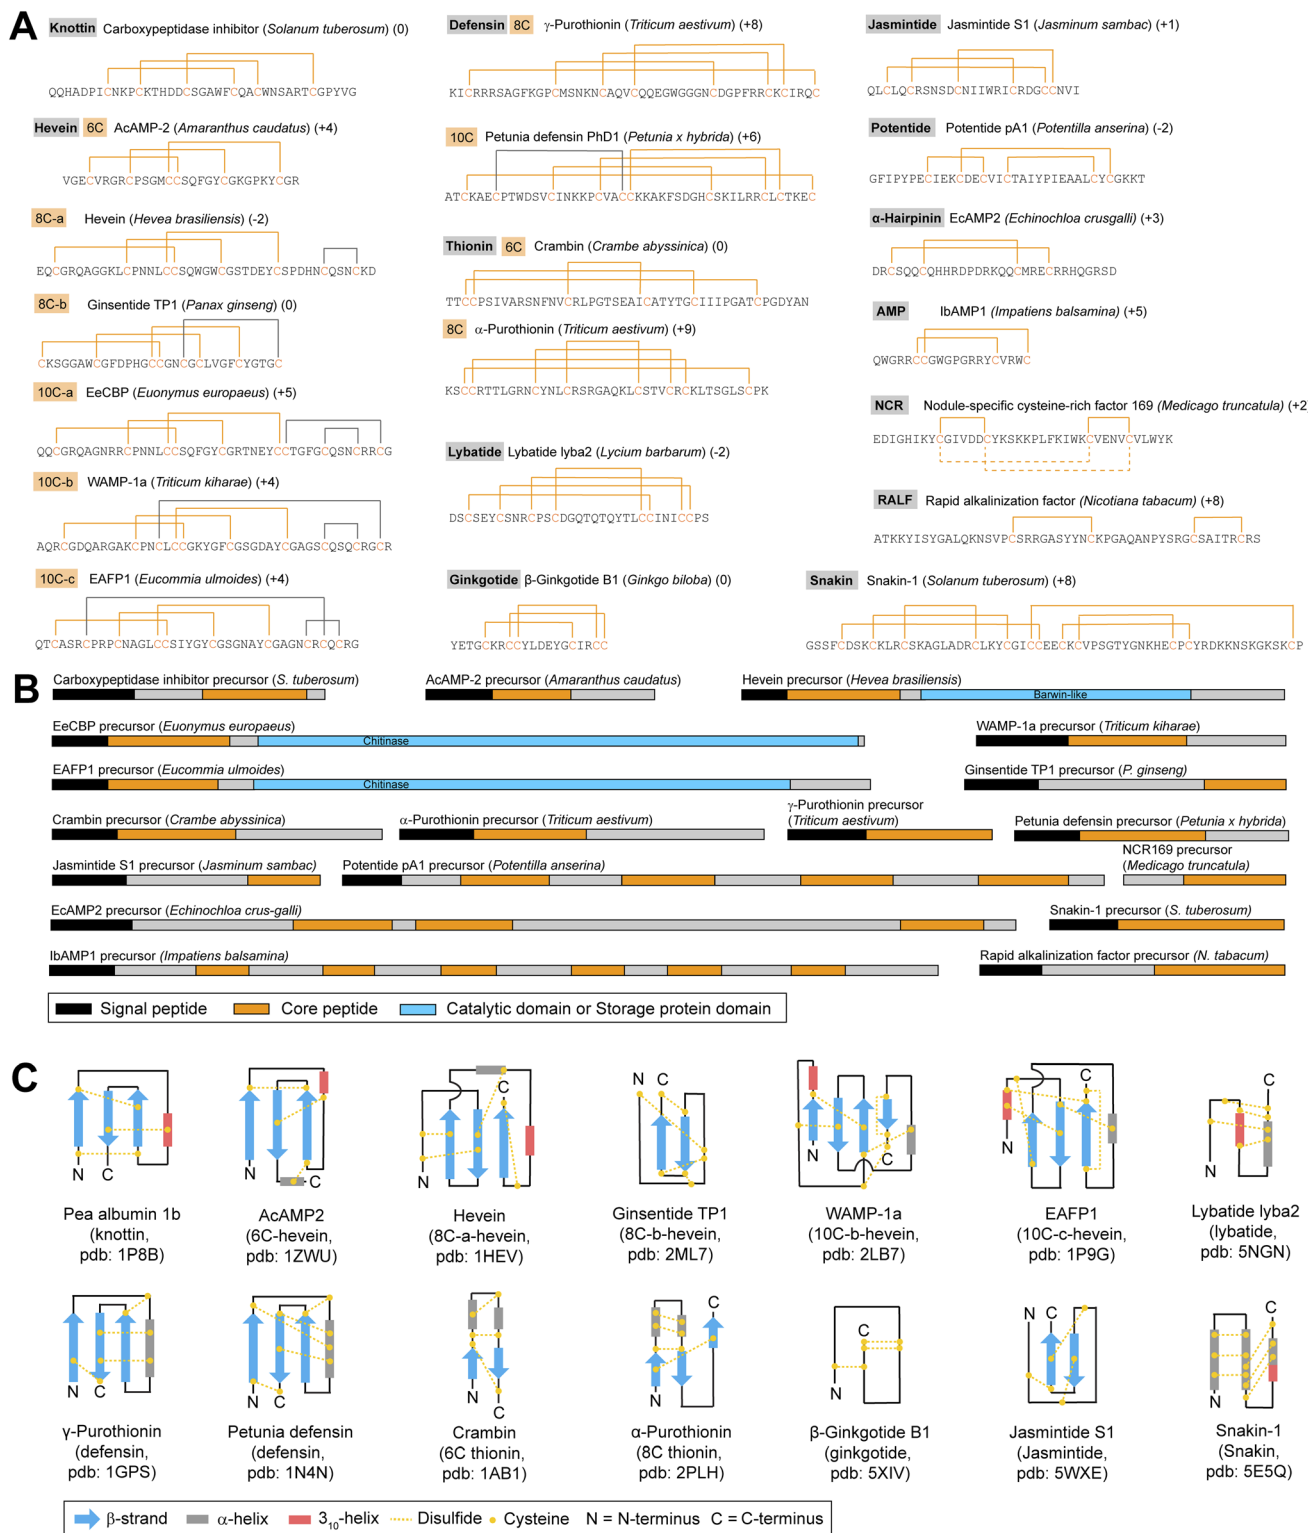 A
Knottin Carboxypeptidase inhibitor (Solanum tuberosum) (0)
QQHADPICNKPCKTHDDCSGAWFCQACWNSARTCGPYVG
Hevein 6C AcAMP-2 (Amaranthus caudatus) (+4)
VGECVRGRCPSGMCCSQFGYCGKGPKYCGR
8C-a Hevein (Hevea brasiliensis) (-2)
EQCGRQAGGKLCPNNLCCSQWGWCGSTDEYCSPDHNCQSNCKD
8C-b Ginsentide TP1 (Panax ginseng) (0)
CKSGGAWCGFDPHGCCGNCGCLVGFCYGTGC
10C-a EeCBP (Euonymus europaeus) (+5)
QQCGRQAGNRRCPNNLCCSQFGYCGRTNEYCCTGFGCQSNCRRCG
10C-b WAMP-1a (Triticum kiharae) (+4)
AQRCGDQARGAKCPNCLCCGKYGFCGSGDAYCGAGSCQSQCRGCR
10C-c EAFP1 (Eucommia ulmoides) (+4)
QTCASRCPRPCNAGLCCSIYGYCGSGNAYCGAGNCRCQCRG
Defensin 8C γ-Purothionin (Triticum aestivum) (+8)
KICRRRSAGFKGPCMSNKNCAQVCQQEGWGGGNCDGPFRRCKCIRQC
10C Petunia defensin PhD1 (Petunia x hybrida) (+6)
ATCKAECPTWDSVCINKKPCVACCKKAKFSDGHCSKILRRCLCTKEC
Thionin 6C Crambin (Crambe abyssinica) (0)
TTCCPSIVARSNFNVCRLPGTSEAICATYTGCIIIPGATCPGDYAN
8C α-Purothionin (Triticum aestivum) (+9)
KSCCRTTLGRNCYNLCRSRGAQKLCSTVCRCKLTSGLSCPK
Lybatide Lybatide lyba2 (Lycium barbarum) (-2)
DSCSEYCSNRCPSCDGQTQTQYTLCCINICCPS
Ginkgotide β-Ginkgotide B1 (Ginkgo biloba) (0)
YETGCKRCCYLDEYGCIRCC
Jasmintide Jasmintide S1 (Jasminum sambac) (+1)
QLCLQCRSNSDCNIIWRICRDGCCNVI
Potentide Potentide pA1 (Potentilla anserina) (-2)
GFIPYPECIEKCDECVICTAIYPIEAALCYCGKKT
α-Hairpinin EcAMP2 (Echinochloa crusgalli) (+3)
DRCSQQCQHHRDPDRKQQCMRECRRHQGRSD
AMP IbAMP1 (Impatiens balsamina) (+5)
QWGRRCCGWGPGRRYCVRWC
NCR Nodule-specific cysteine-rich factor 169 (Medicago truncatula) (+2
EDIGHIKYCGIVDDCYKSKKPLFKIWKCVENVCVLWYK
RALF Rapid alkalinization factor (Nicotiana tabacum) (+8)
ATKKYISYGALQKNSVPCSRRGASYYNCKPGAQANPYSRGCSAITRCRS
Snakin Snakin-1 (Solanum tuberosum) (+8)
GSSFCDSKCKLRCSKAGLADRCLKYCGICCEECKCVPSGTYGNKHECPCYRDKKNSKGKSKCP
B
Carboxypeptidase inhibitor precursor (S. tuberosum)
AcAMP-2 precursor (Amaranthus caudatus)
Hevein precursor (Hevea brasiliensis)
Barwin-like
EeCBP precursor (Euonymus europaeus)
Chitinase
WAMP-1a precursor (Triticum kiharae)
EAFP1 precursor (Eucommia ulmoides)
Chitinase
Ginsentide TP1 precursor (P. ginseng)
Crambin precursor (Crambe abyssinica)
α-Purothionin precursor (Triticum aestivum)
γ-Purothionin precursor
(Triticum aestivum)
Petunia defensin precursor (Petunia x hybrida)
Jasmintide S1 precursor (Jasminum sambac)
Potentide pA1 precursor (Potentilla anserina)
NCR169 precursor
(Medicago truncatula)
EcAMP2 precursor (Echinochloa crus-galli)
Snakin-1 precursor (S. tuberosum)
IbAMP1 precursor (Impatiens balsamina)
Rapid alkalinization factor precursor (N. tabacum)
Signal peptide
Core peptide
Catalytic domain or Storage protein domain
C
N C
N C
N C
N C
N C
N C
N C
Pea albumin 1b
(knottin,
pdb: 1P8B)
AcAMP2
(6C-hevein,
pdb: 1ZWU)
Hevein
(8C-a-hevein,
pdb: 1HEV)
Ginsentide TP1
(8C-b-hevein,
pdb: 2ML7)
WAMP-1a
(10C-b-hevein,
pdb: 2LB7)
EAFP1
(10C-c-hevein,
pdb: 1P9G)
Lybatide lyba2
(lybatide,
pdb: 5NGN)
N C
N C
N C
N C
N C
N C
N C
γ-Purothionin
(defensin,
pdb: 1GPS)
Petunia defensin
(defensin,
pdb: 1N4N)
Crambin
(6C thionin,
pdb: 1AB1)
α-Purothionin
(8C thionin,
pdb: 2PLH)
β-Ginkgotide B1
(ginkgotide,
pdb: 5XIV)
Jasmintide S1
(Jasmintide,
pdb: 5WXE)
Snakin-1
(Snakin,
pdb: 5E5Q)
β-strand
α-helix
3₁₀-helix
Disulfide
Cysteine
N = N-terminus
C = C-terminus